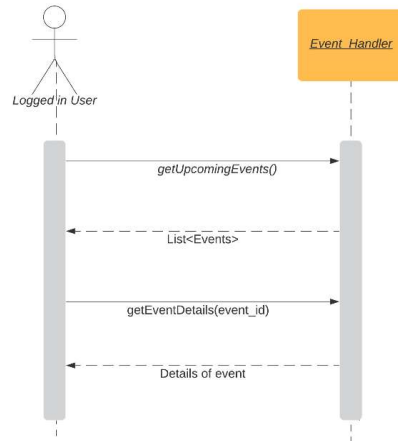 Event_Handler
Logged in User
getUpcomingEvents()
List<Events>
getEventDetails(event_id)
Details of event